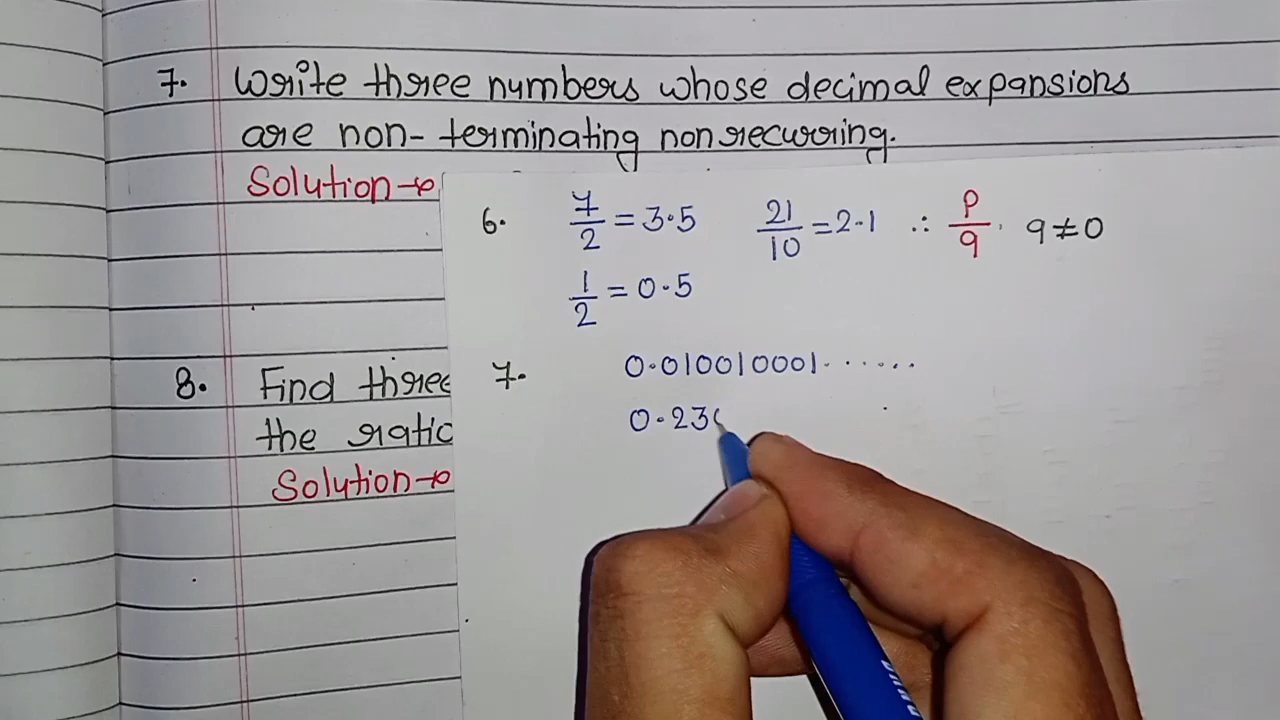 7. Write three numbers whose decimal expansions
are non-terminating nonrecurring.
Solution→
6. 7/2 = 3.5 21/10 = 2.1 ∴ p/q, q≠0
1/2 = 0.5
7. 0.010010001......
0.23
8. Find three
the ratio
Solution→